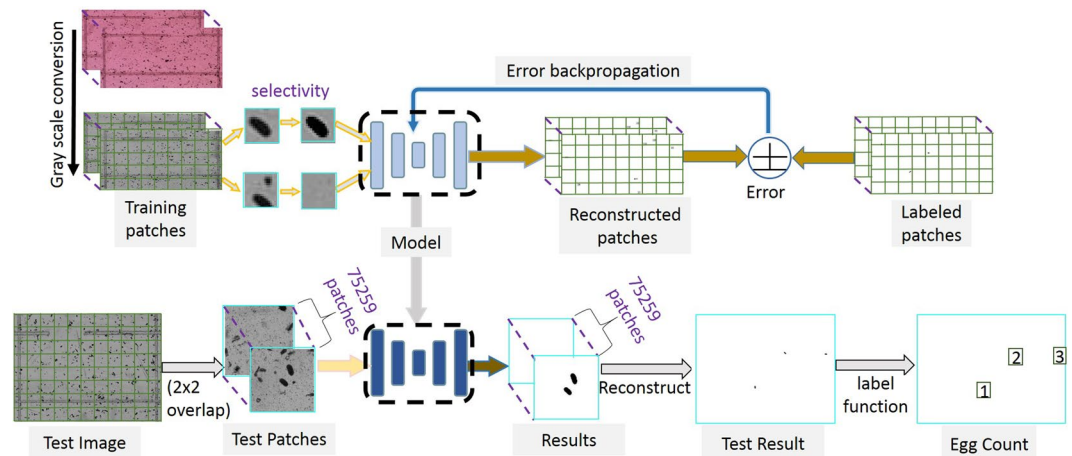 Gray scale conversion
selectivity
Error backpropagation
Training
patches
Model
Reconstructed
patches
Error
Labeled
patches
75259
patches
75259
patches
(2x2
overlap)
Reconstruct
label
function
1
2
3
Test Image
Test Patches
Results
Test Result
Egg Count